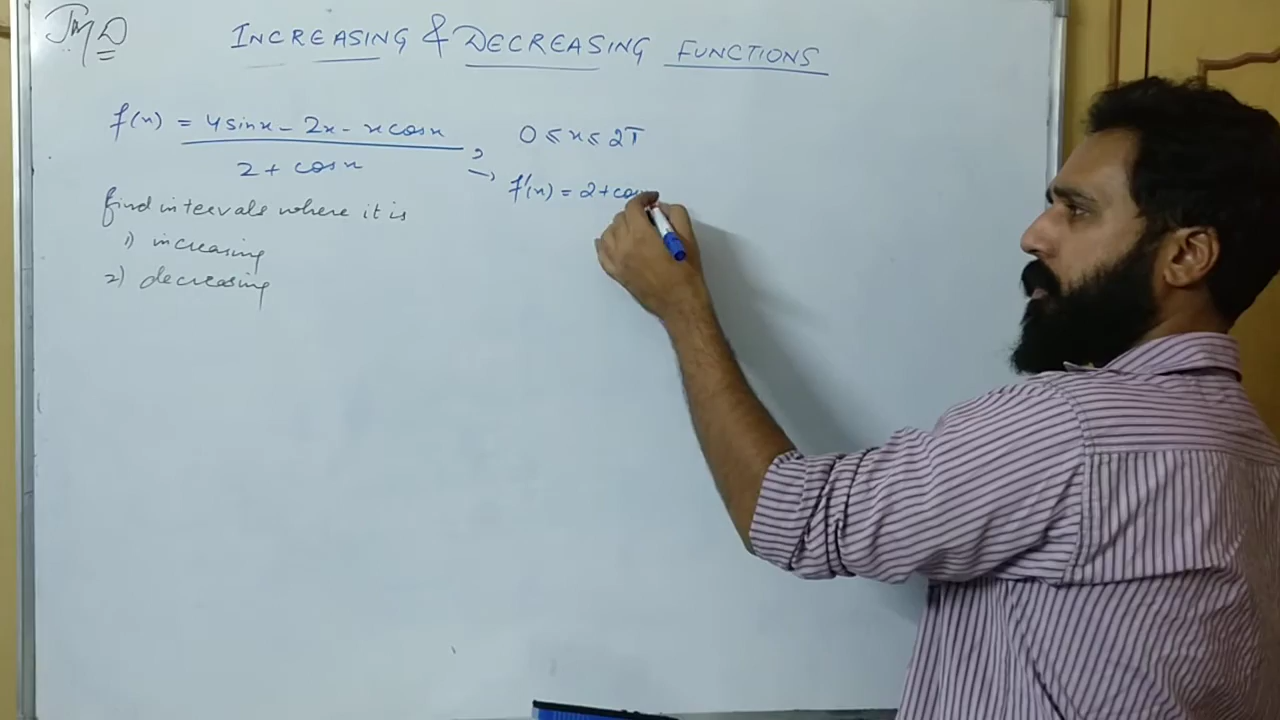 INCREASING & DECREASING FUNCTIONS
f(x) = 4sinx - 2x - xcosx / 2 + cosx ; 0 ≤ x ≤ 2π
f'(x) = 2+cos
find intervals where it is
1) increasing
2) decreasing